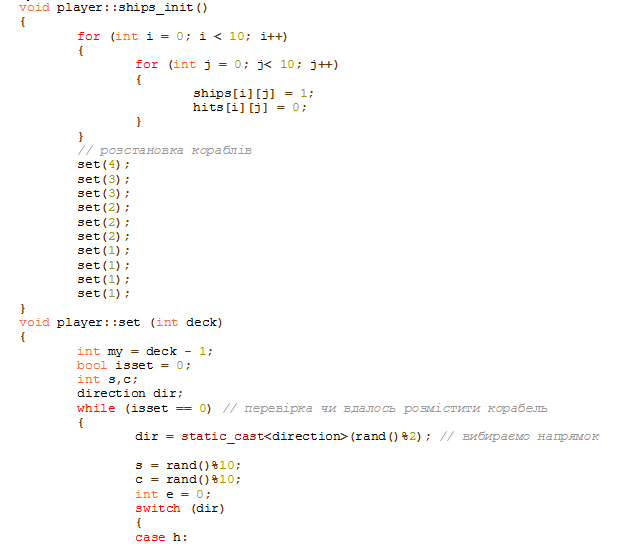 void player::ships_init()
{
for (int i = 0; i < 10; i++)
{
for (int j = 0; j< 10; j++)
{
ships[i][j] = 1;
hits[i][j] = 0;
}
}
// розстановка кораблів
set(4);
set(3);
set(3);
set(2);
set(2);
set(2);
set(1);
set(1);
set(1);
set(1);
}
void player::set (int deck)
{
int my = deck - 1;
bool isset = 0;
int s,c;
direction dir;
while (isset == 0) // перевірка чи вдалось розмістити корабель
{
dir = static_cast<direction>(rand()%2); // вибираємо напрямок
s = rand()%10;
c = rand()%10;
int e = 0;
switch (dir)
{
case h: